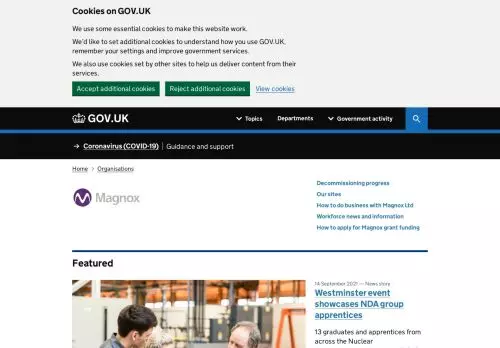 Cookies on GOV.UK
We use some essential cookies to make this website work.
We'd like to set additional cookies to understand how you use GOV.UK,
remember your settings and improve government services.
We also use cookies set by other sites to help us deliver content from their
services.
Accept additional cookies Reject additional cookies View cookies
GOV.UK Topics Departments Government activity
→ Coronavirus (COVID-19) Guidance and support
Home > Organisations
Magnox
Decommissioning progress
Our sites
How to do business with Magnox Ltd
Workforce news and information
How to apply for Magnox grant funding
Featured
14 September 2021 — News story
Westminster event
showcases NDA group
apprentices
13 graduates and apprentices from
across the Nuclear